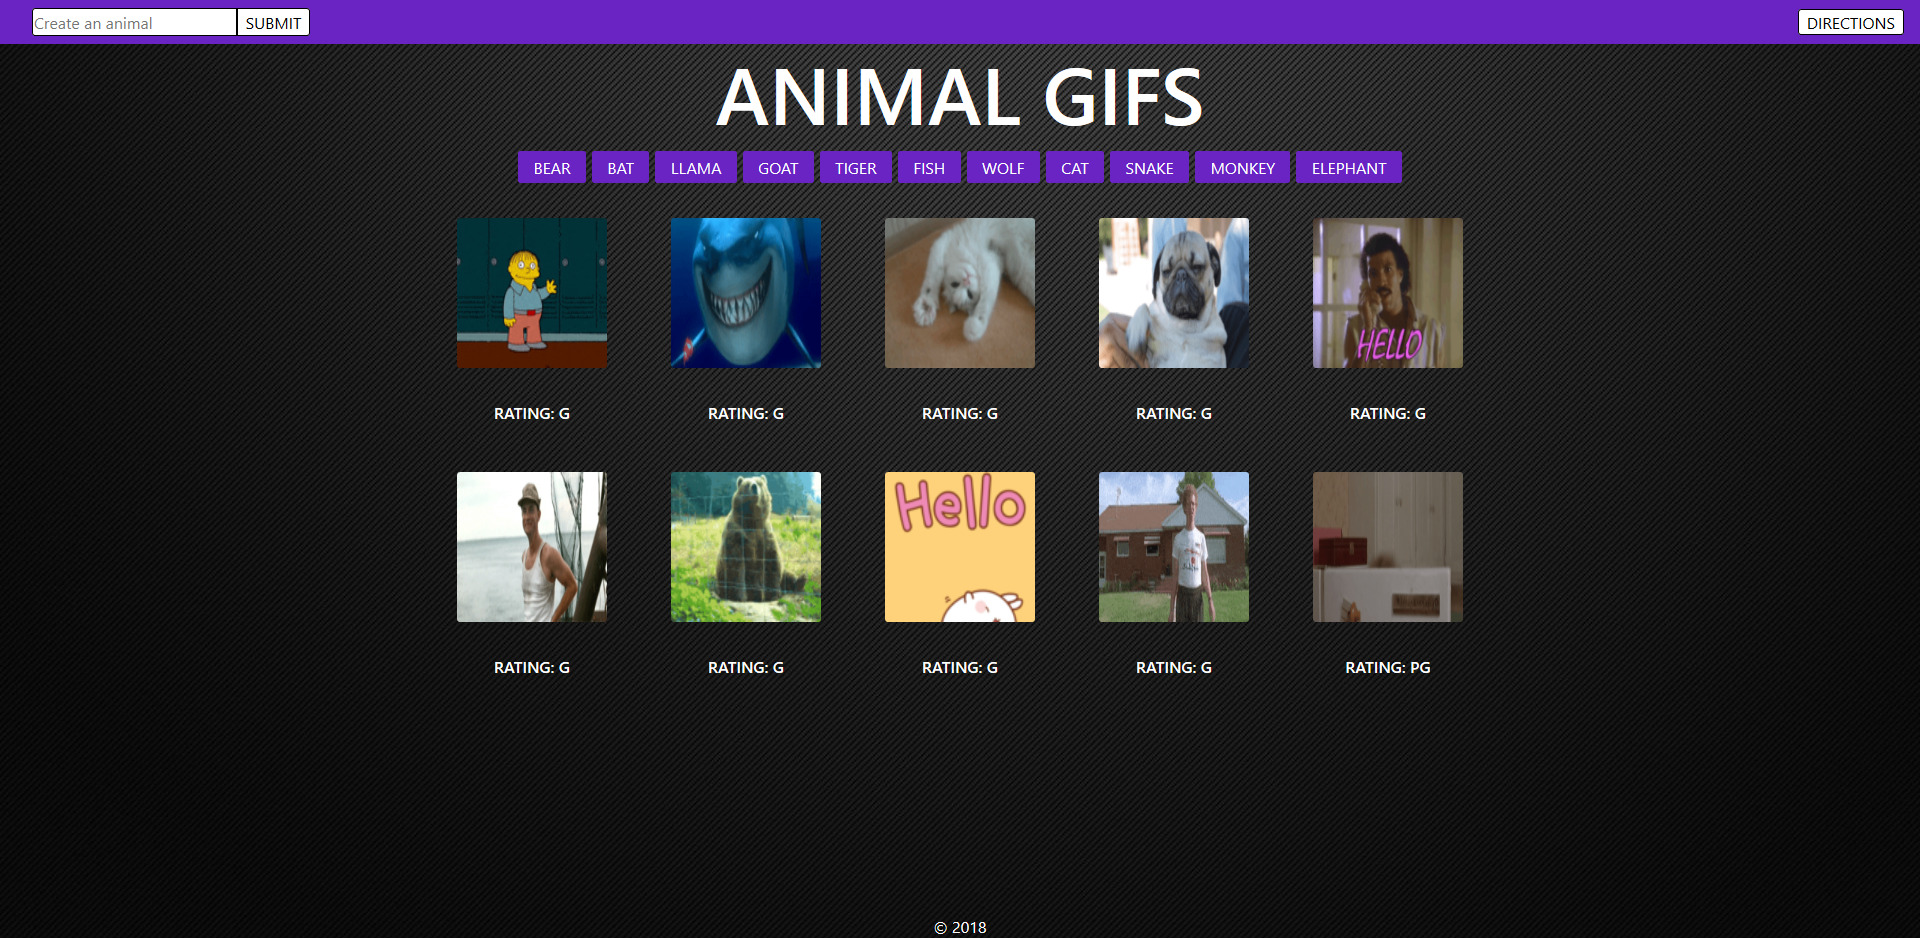 Create an animal SUBMIT DIRECTIONS
ANIMAL GIFS
BEAR BAT LLAMA GOAT TIGER FISH WOLF CAT SNAKE MONKEY ELEPHANT
HELLO
RATING: G RATING: G RATING: G RATING: G RATING: G
Hello
RATING: G RATING: G RATING: G RATING: G RATING: PG
© 2018